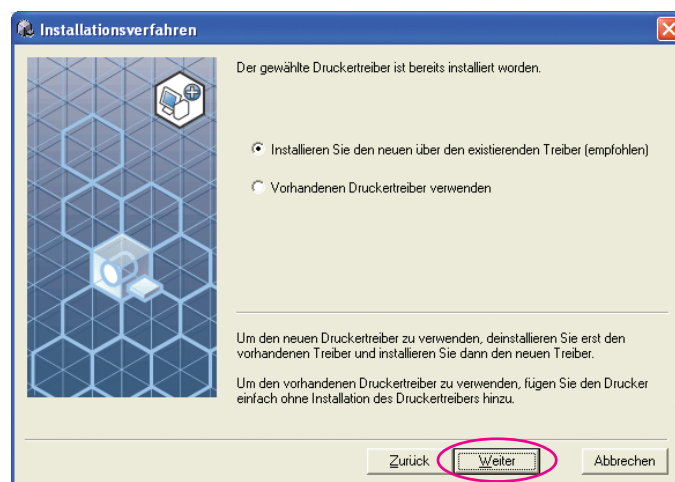 Installationsverfahren
Der gewählte Druckertreiber ist bereits installiert worden.
Installieren Sie den neuen über den existierenden Treiber (empfohlen)
Vorhandenen Druckertreiber verwenden
Um den neuen Druckertreiber zu verwenden, deinstallieren Sie erst den
vorhandenen Treiber und installieren Sie dann den neuen Treiber.
Um den vorhandenen Druckertreiber zu verwenden, fügen Sie den Drucker
einfach ohne Installation des Druckertreibers hinzu.
Zurück Weiter Abbrechen